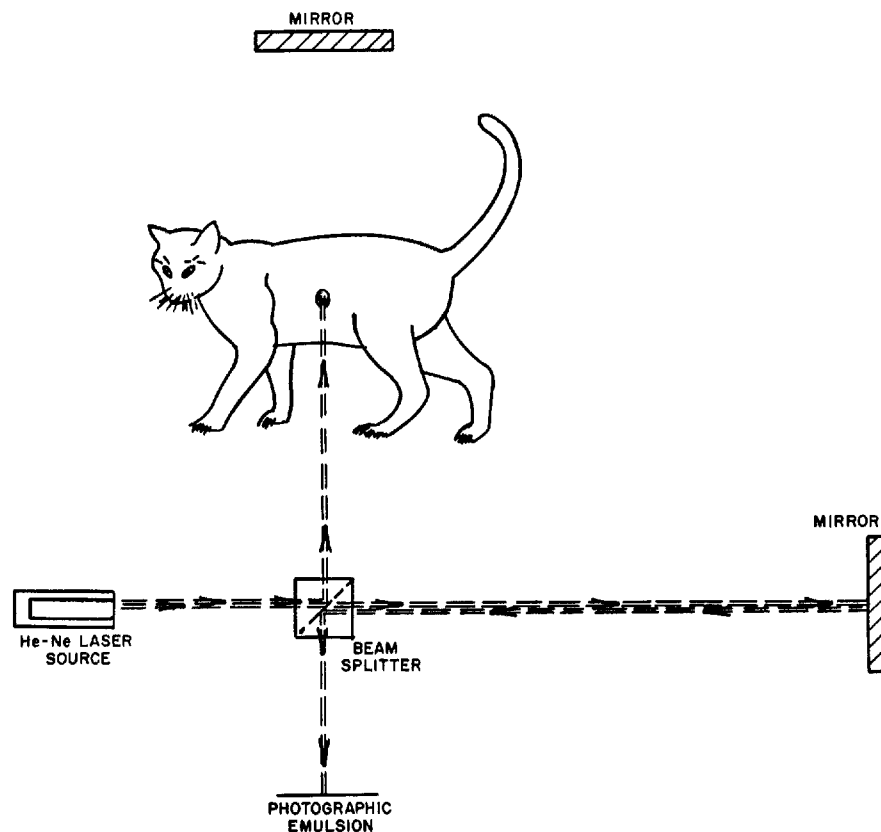 MIRROR
MIRROR
He-Ne LASER
SOURCE
BEAM
SPLITTER
PHOTOGRAPHIC
EMULSION